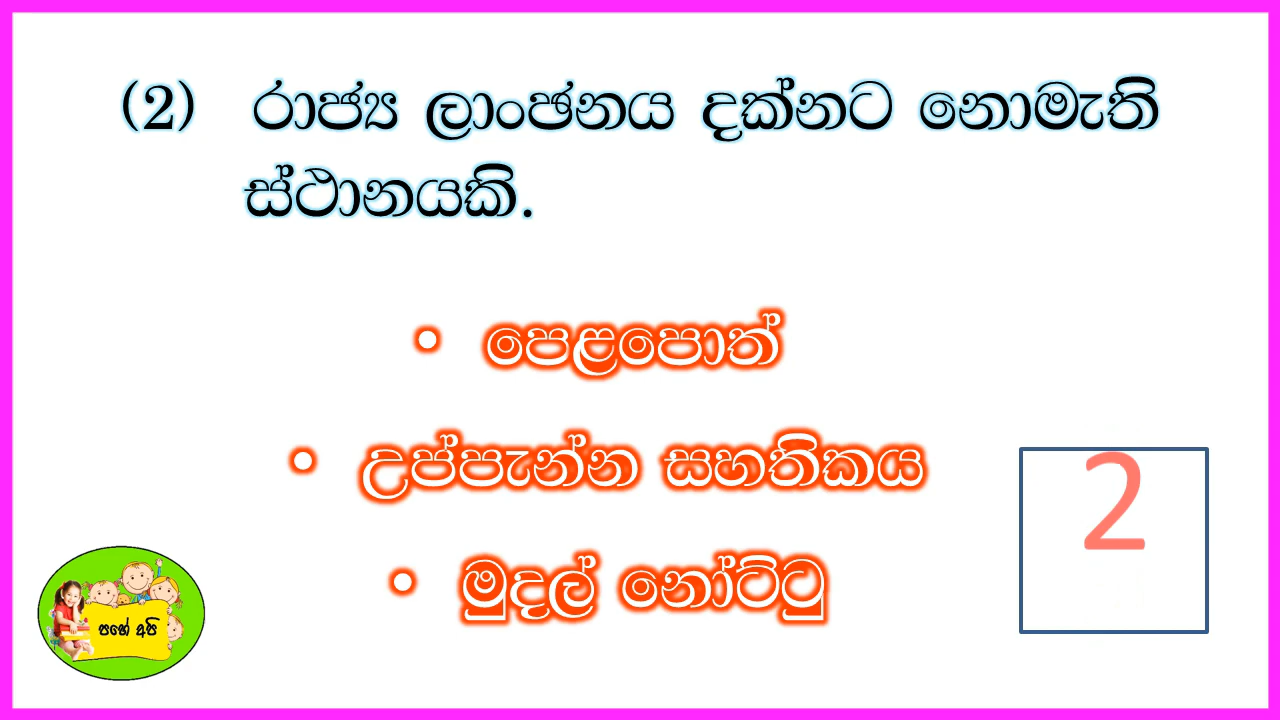 (2) රාජ්‍ය ලාංඡනය දක්නට නොමැති
ස්ථානයකි.
• පෙළපොත්
• උප්පැන්න සහතිකය
• මුදල් නෝට්ටු
2
පහේ අපි